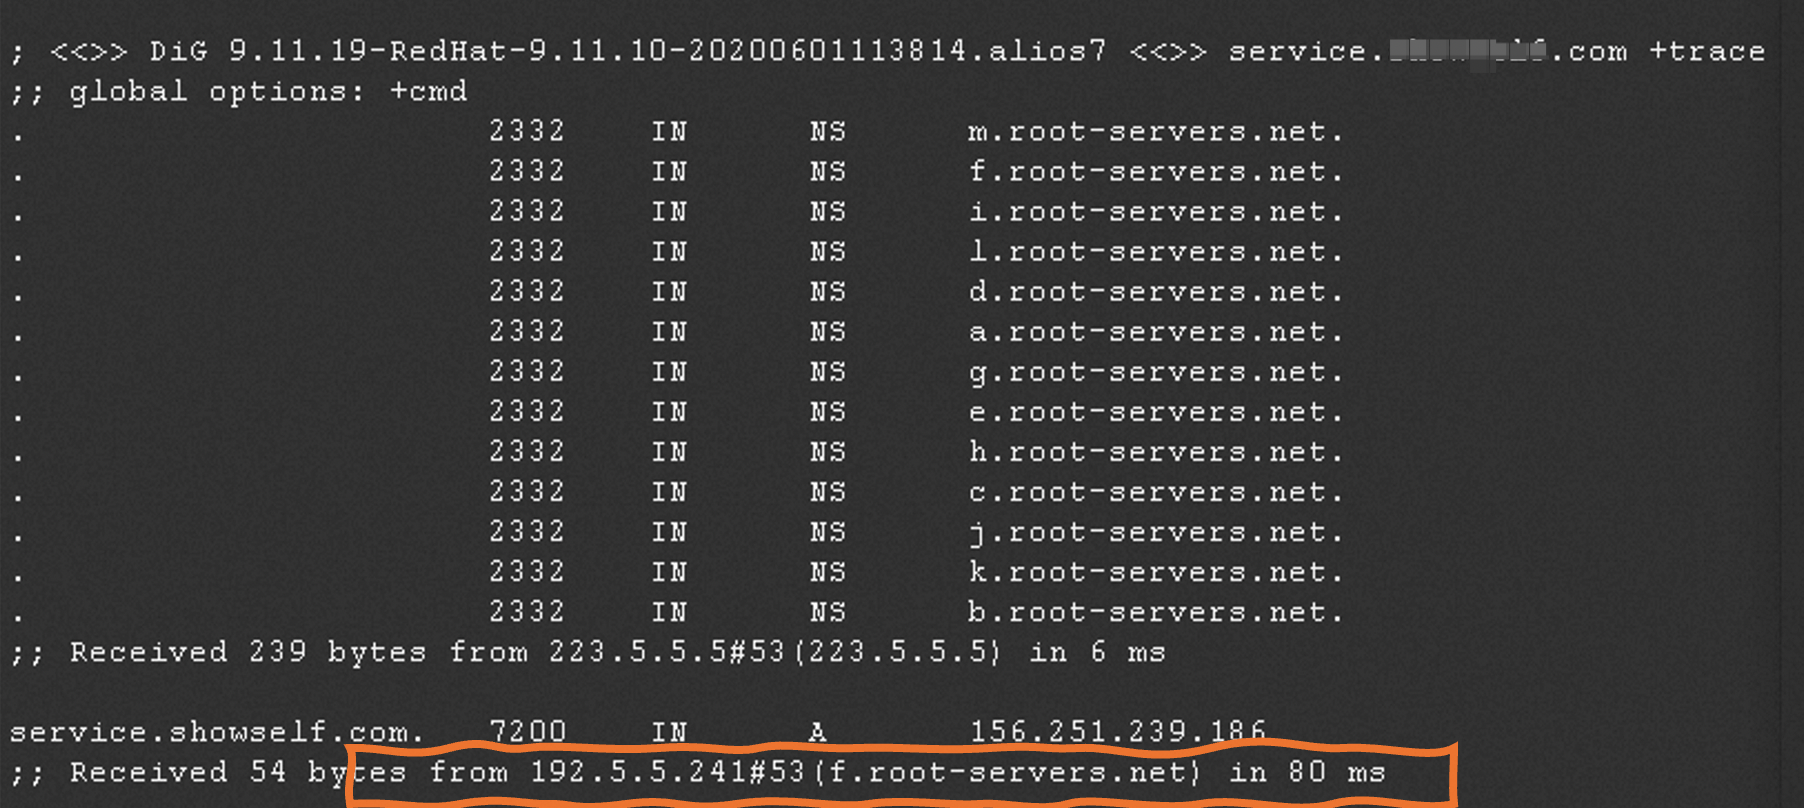 ; <<>> DiG 9.11.19-RedHat-9.11.10-20200601113814.alios7 <<>> service. .com +trace
;; global options: +cmd
. 2332 IN NS m.root-servers.net.
. 2332 IN NS f.root-servers.net.
. 2332 IN NS i.root-servers.net.
. 2332 IN NS l.root-servers.net.
. 2332 IN NS d.root-servers.net.
. 2332 IN NS a.root-servers.net.
. 2332 IN NS g.root-servers.net.
. 2332 IN NS e.root-servers.net.
. 2332 IN NS h.root-servers.net.
. 2332 IN NS c.root-servers.net.
. 2332 IN NS j.root-servers.net.
. 2332 IN NS k.root-servers.net.
. 2332 IN NS b.root-servers.net.
;; Received 239 bytes from 223.5.5.5#53(223.5.5.5) in 6 ms
service.showself.com. 7200 IN A 156.251.239.186
;; Received 54 bytes from 192.5.5.241#53(f.root-servers.net) in 80 ms